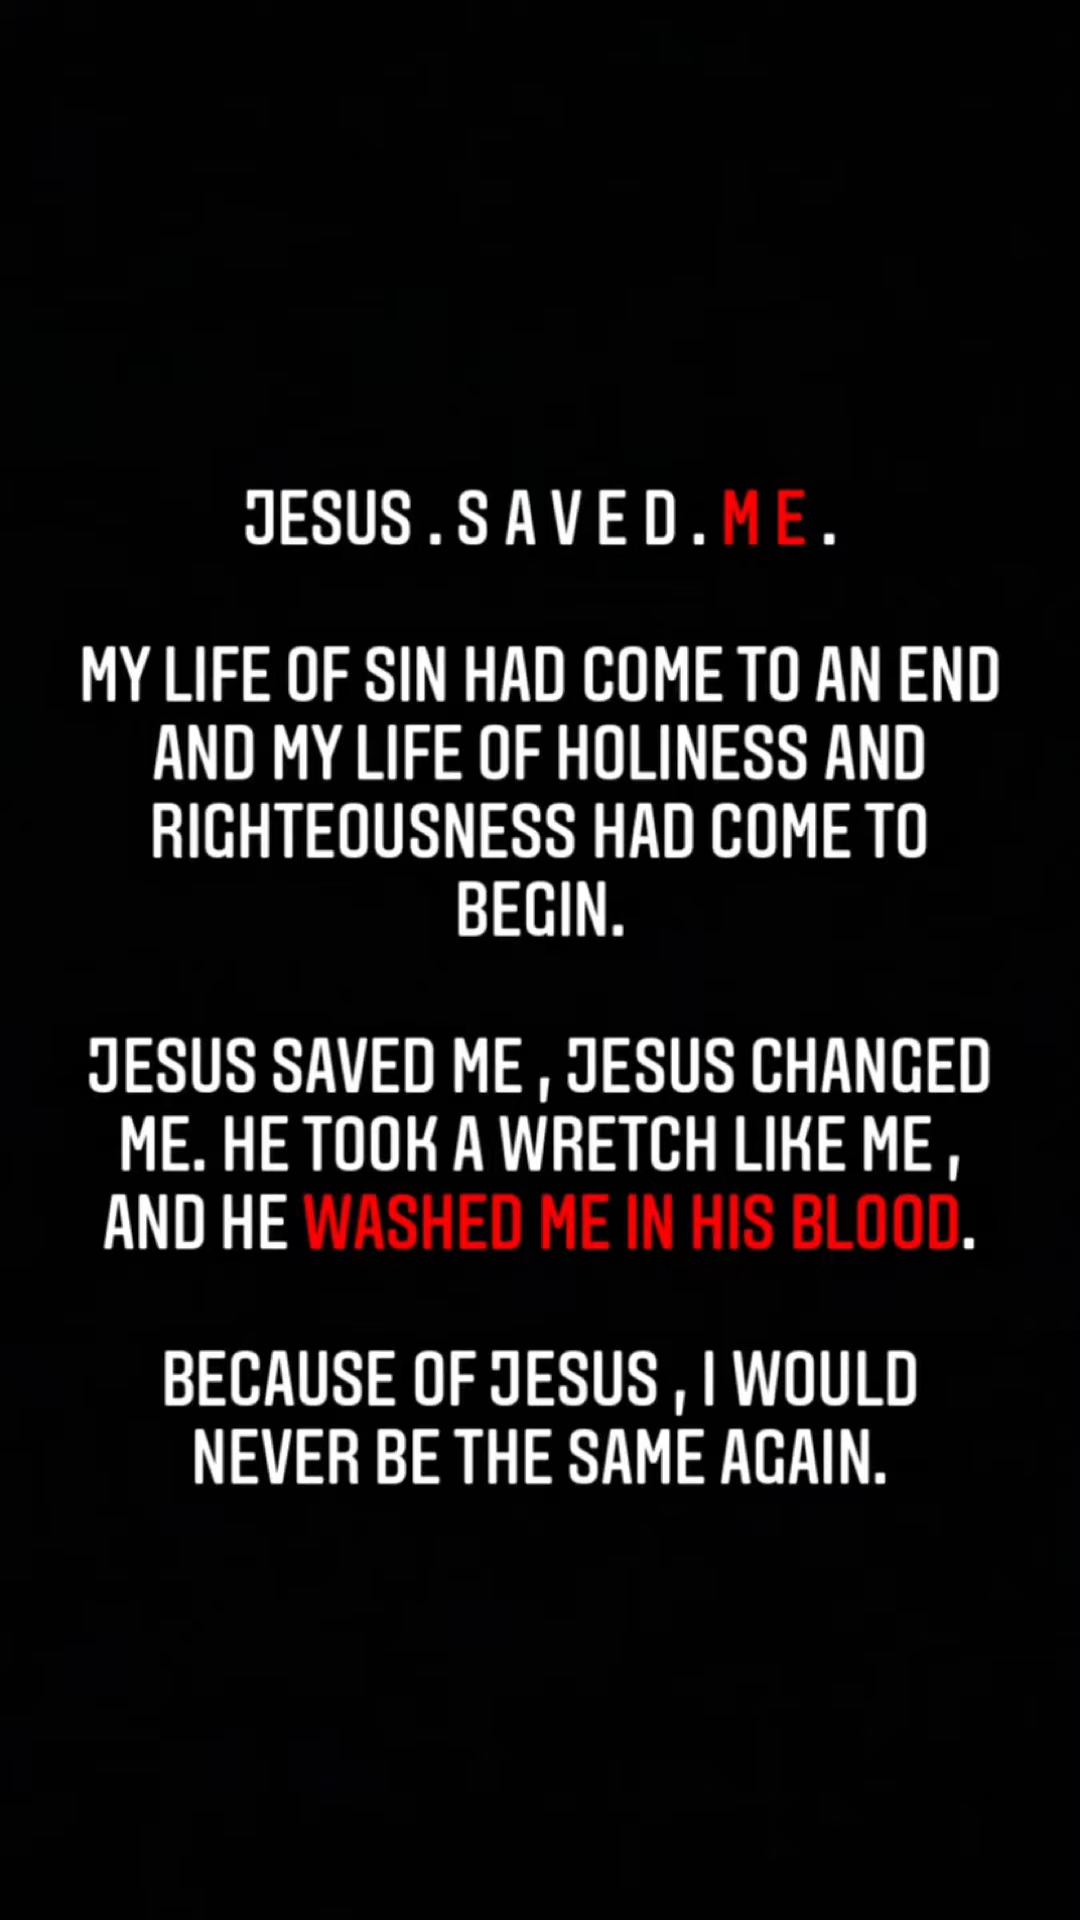 JESUS . S A V E D . M E .
MY LIFE OF SIN HAD COME TO AN END
AND MY LIFE OF HOLINESS AND
RIGHTEOUSNESS HAD COME TO
BEGIN.
JESUS SAVED ME , JESUS CHANGED
ME. HE TOOK A WRETCH LIKE ME ,
AND HE WASHED ME IN HIS BLOOD.
BECAUSE OF JESUS , I WOULD
NEVER BE THE SAME AGAIN.